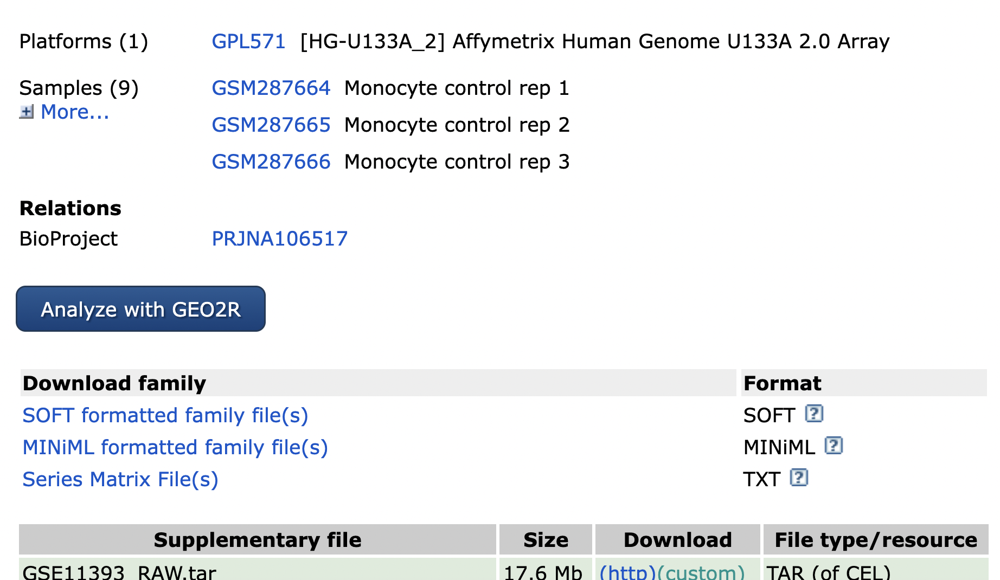 Platforms (1) GPL571 [HG-U133A_2] Affymetrix Human Genome U133A 2.0 Array
Samples (9) GSM287664 Monocyte control rep 1
More...
GSM287665 Monocyte control rep 2
GSM287666 Monocyte control rep 3
Relations
BioProject PRJNA106517
Analyze with GEO2R
Download family Format
SOFT formatted family file(s) SOFT ?
MINiML formatted family file(s) MINiML ?
Series Matrix File(s) TXT ?
Supplementary file Size Download File type/resource
GSE11393_RAW.tar 17.6 Mb (http)(custom) TAR (of CEL)